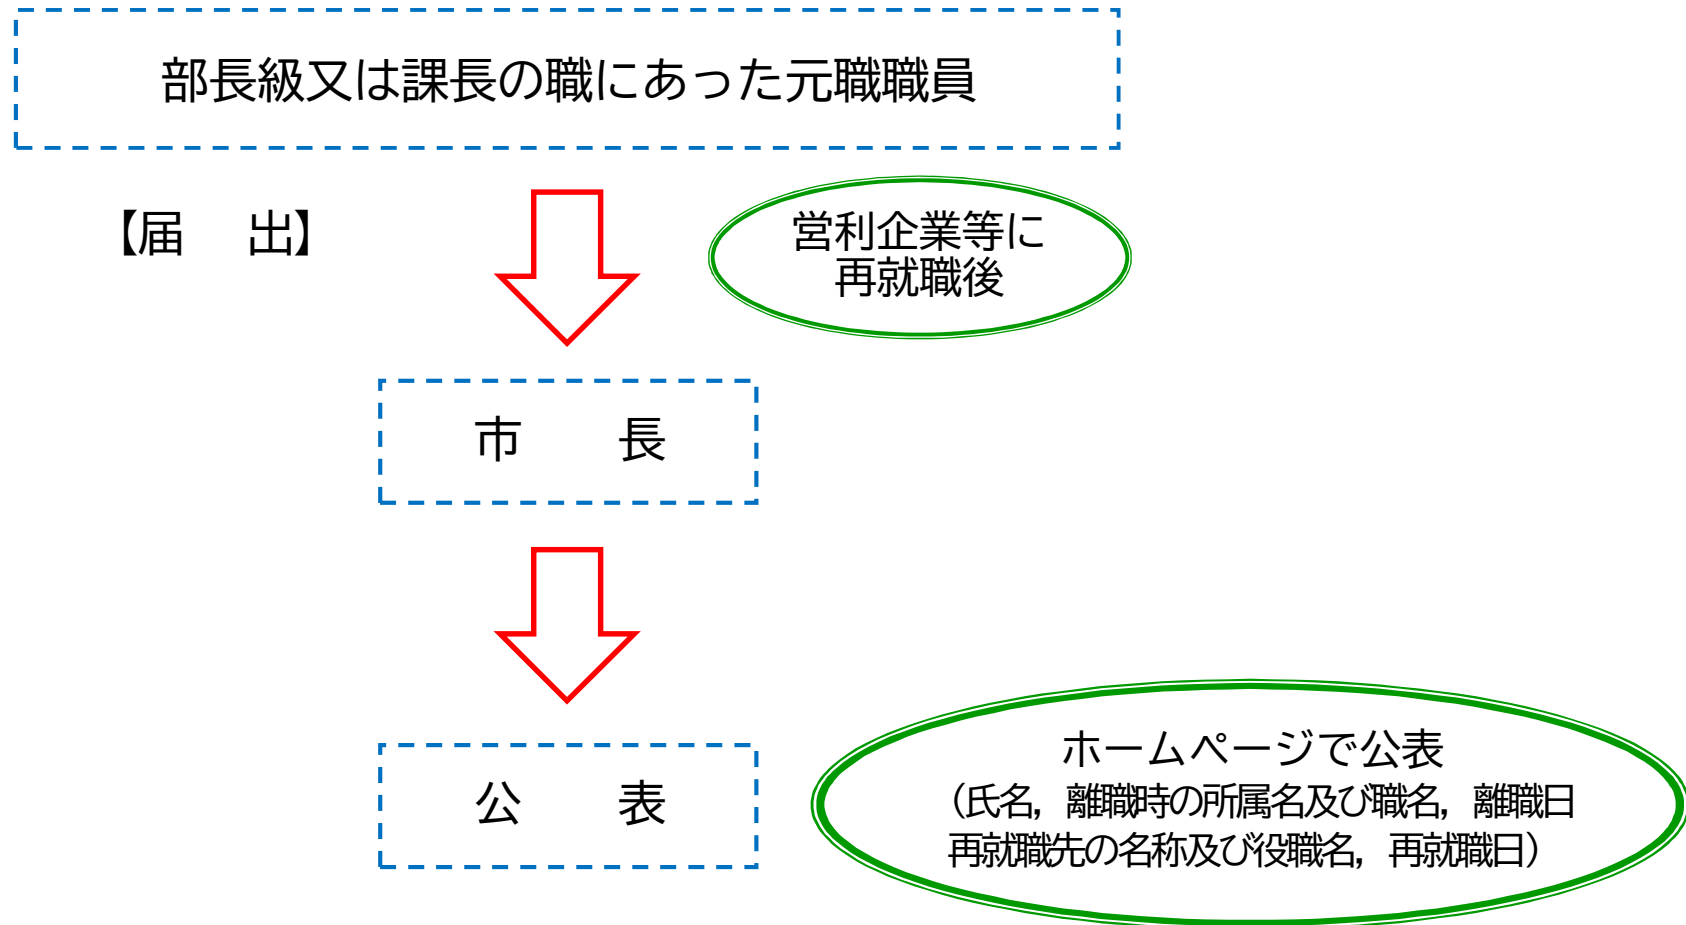 部長級又は課長の職にあった元職職員
【届　出】
営利企業等に
再就職後
市　　長
公　　表
ホームページで公表
（氏名，離職時の所属名及び職名，離職日
再就職先の名称及び役職名，再就職日）